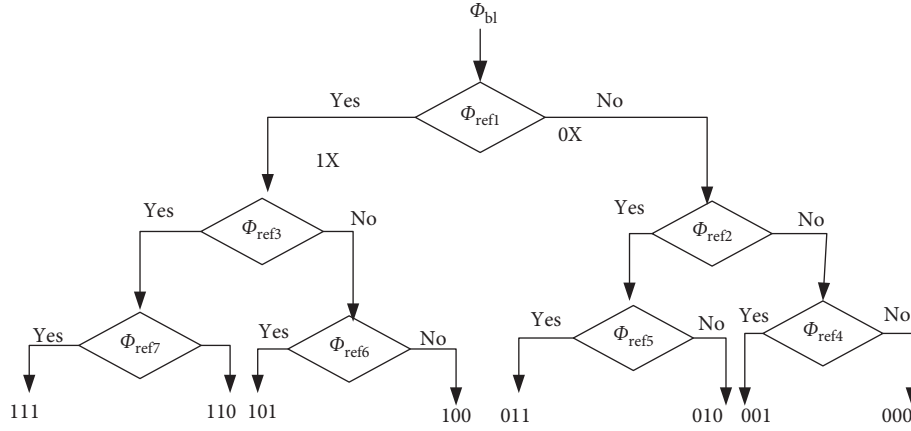 Φbl
Φref1
Yes
No
1X
0X
Φref3
Yes
No
Φref2
Yes
No
Φref7
Yes
Φref6
Yes
No
Φref5
Yes
No
Φref4
Yes
No
111
110
101
100
011
010
001
000